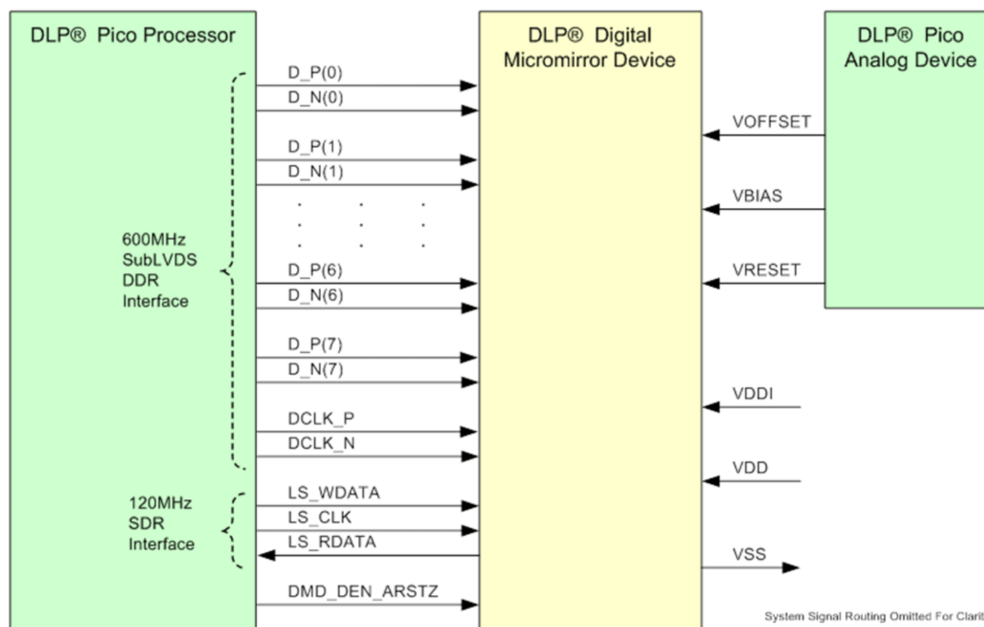 DLP® Pico Processor
600MHz
SubLVDS
DDR
Interface
120MHz
SDR
Interface
D_P(0)
D_N(0)
D_P(1)
D_N(1)
. . .
. . .
. . .
D_P(6)
D_N(6)
D_P(7)
D_N(7)
DCLK_P
DCLK_N
LS_WDATA
LS_CLK
LS_RDATA
DMD_DEN_ARSTZ
DLP® Digital
Micromirror Device
DLP® Pico
Analog Device
VOFFSET
VBIAS
VRESET
VDDI
VDD
VSS
System Signal Routing Omitted For Clarit